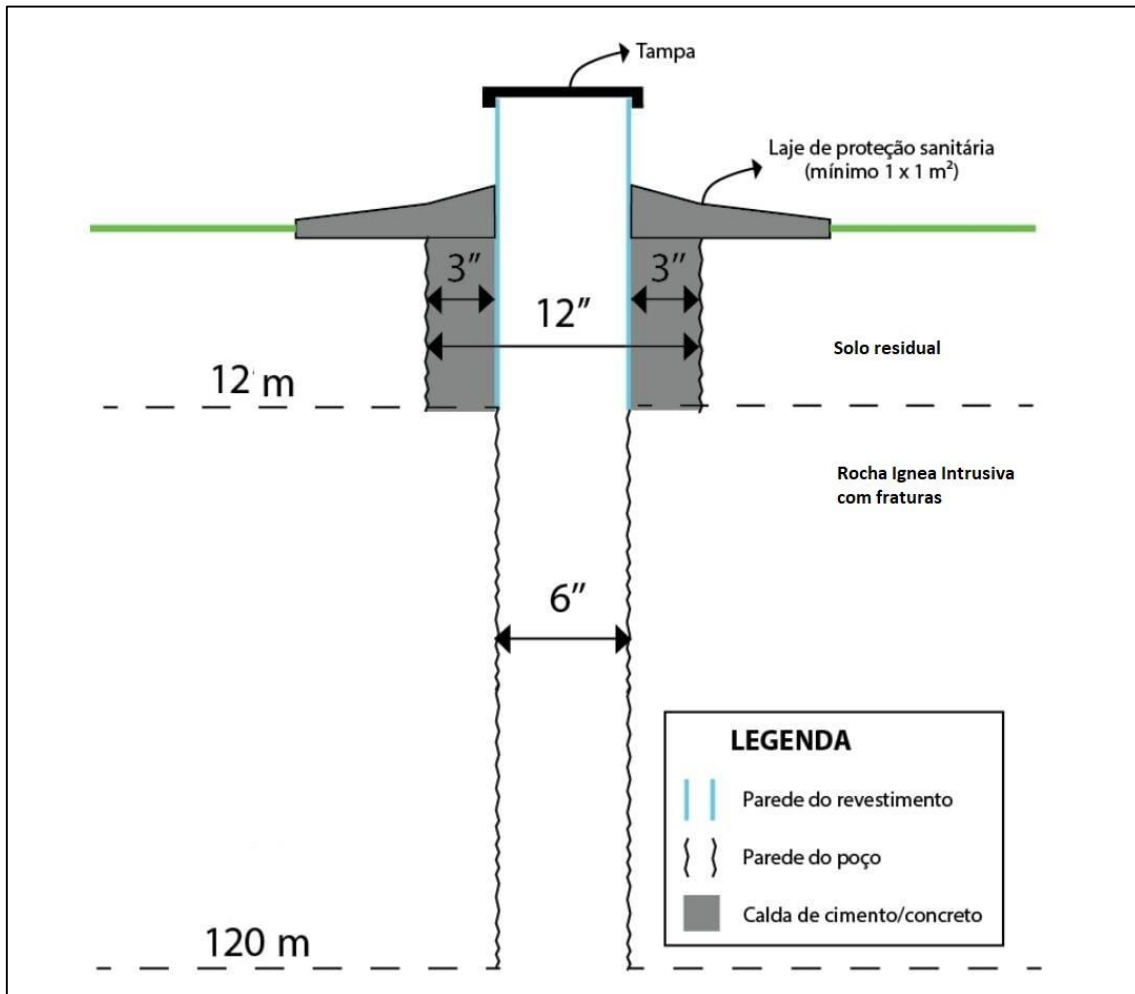 Tampa
Laje de proteção sanitária
(mínimo 1 x 1 m²)
3”
3”
12”
Solo residual
12' m
Rocha Ignea Intrusiva
com fraturas
6”
LEGENDA
Parede do revestimento
Parede do poço
Calda de cimento/concreto
120 m